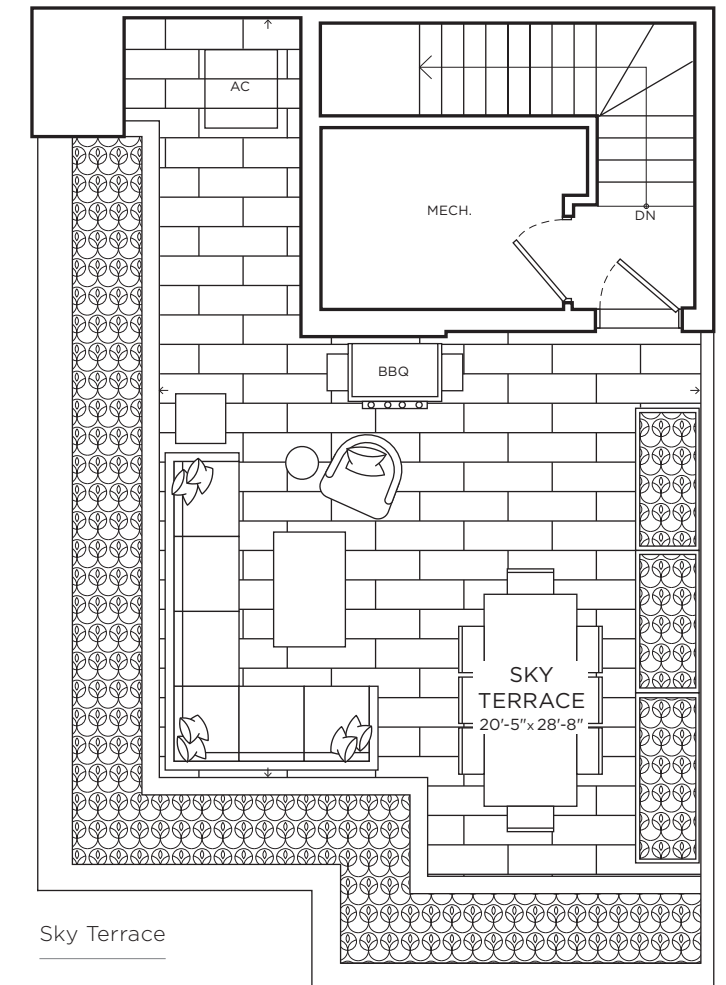 AC
MECH.
DN
BBQ
SKY
TERRACE
20'-5"x 28'-8"
Sky Terrace